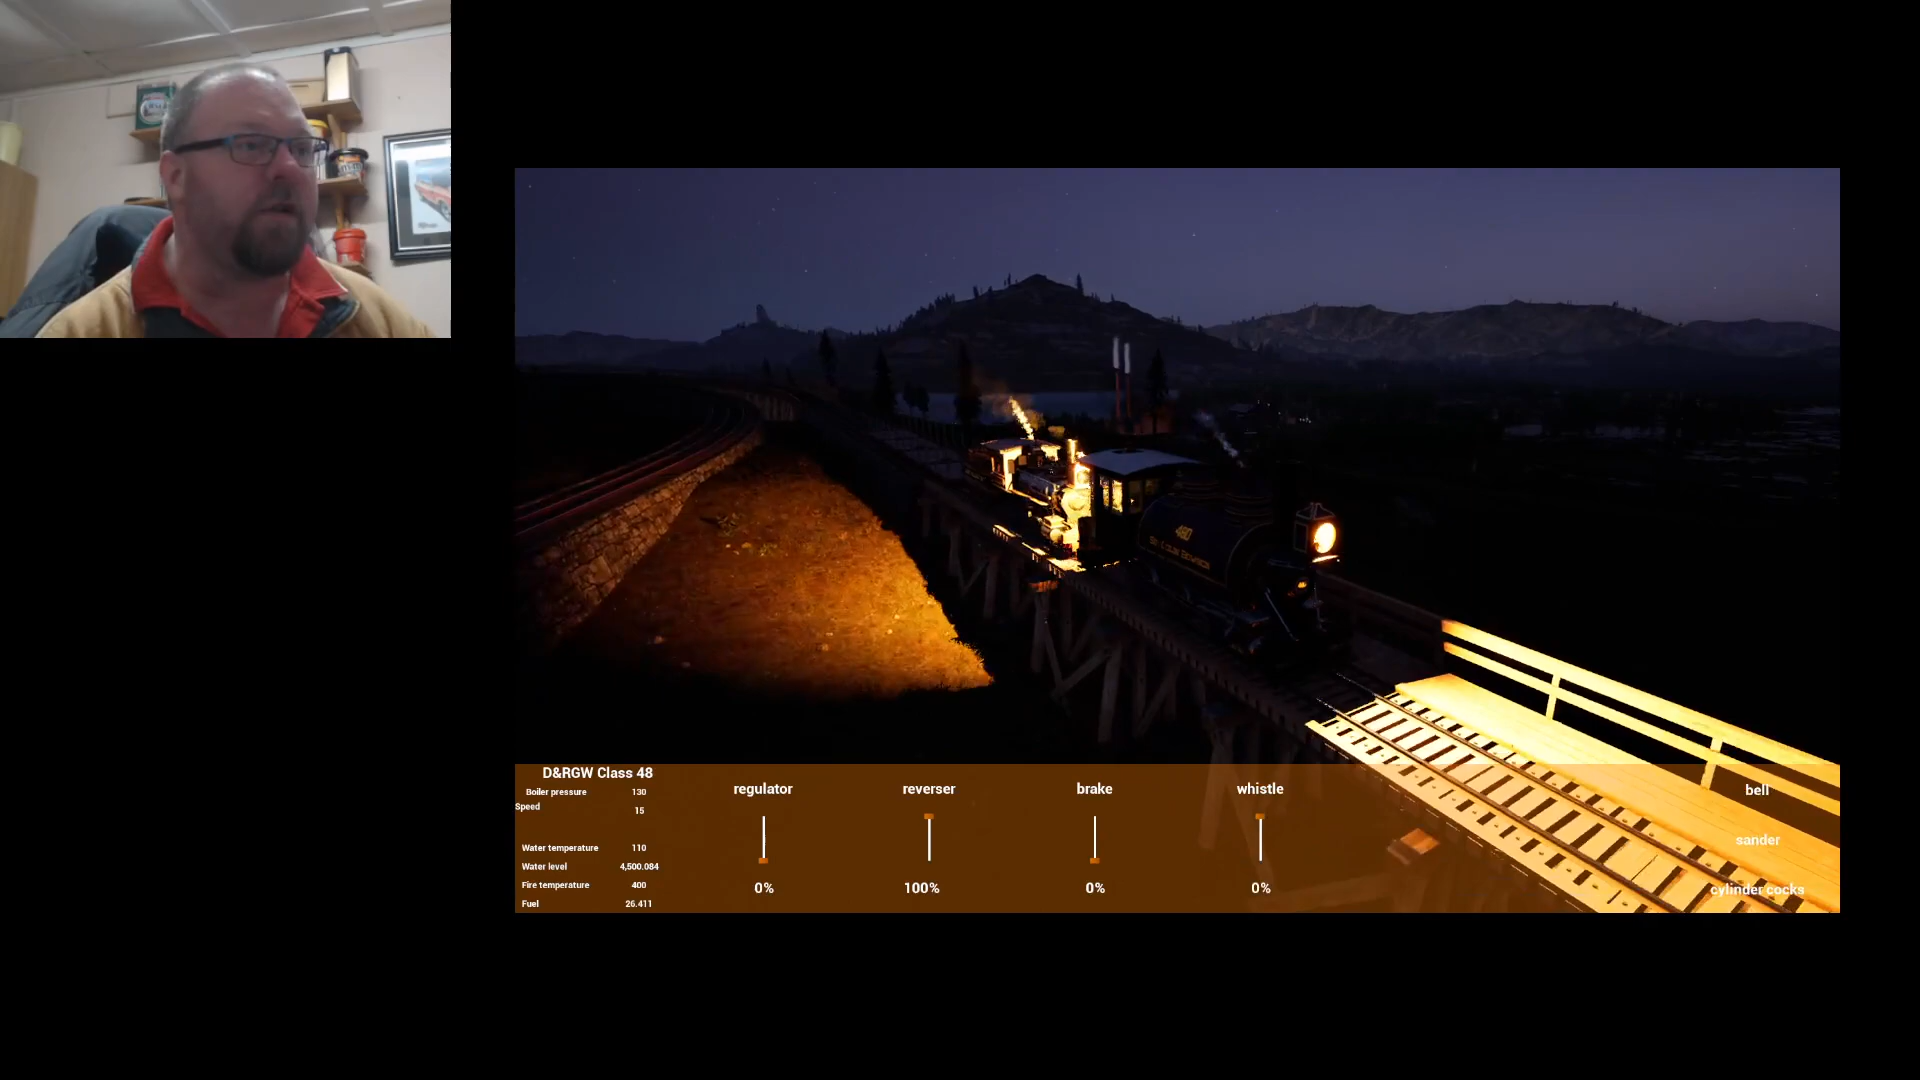 480
D&RGW Class 48
Boiler pressure 130
Speed 15
Water temperature 110
Water level 4,500.084
Fire temperature 400
Fuel 26.411
regulator
0%
reverser
100%
brake
0%
whistle
0%
bell
sander
cylinder cocks